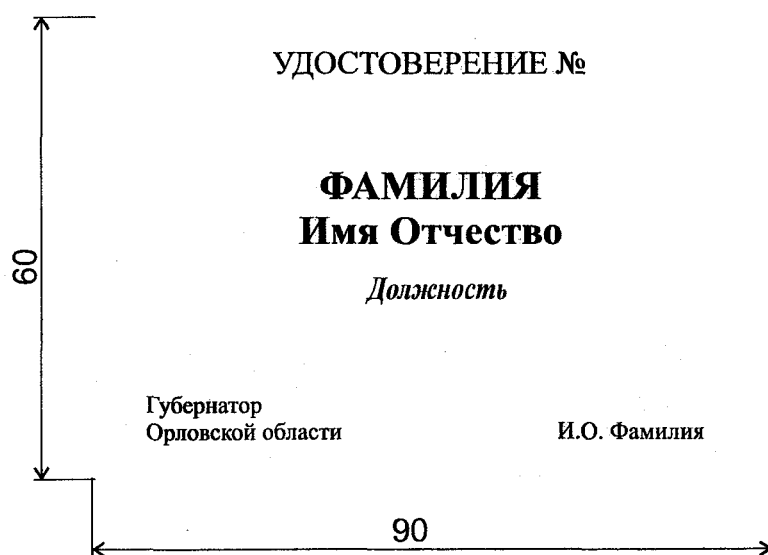 УДОСТОВЕРЕНИЕ №
ФАМИЛИЯ
Имя Отчество
60
Должность
Губернатор
Орловской области
И.О. Фамилия
90